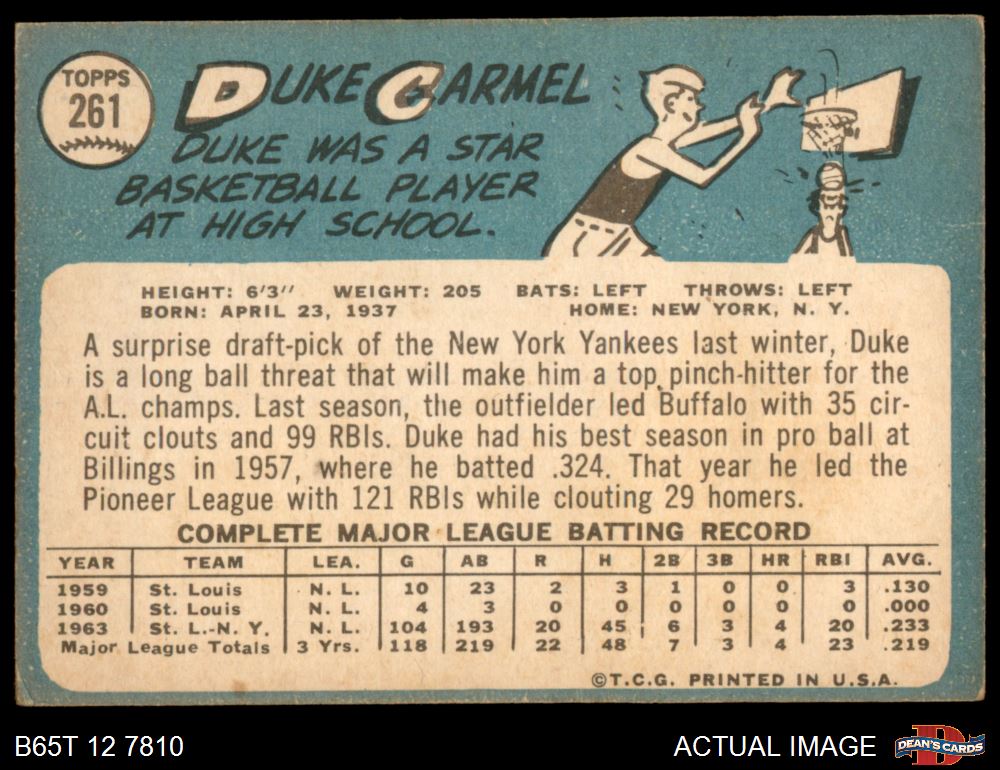 TOPPS
261
DUKE CARMEL
DUKE WAS A STAR
BASKETBALL PLAYER
AT HIGH SCHOOL.
HEIGHT: 6'3" WEIGHT: 205 BATS: LEFT THROWS: LEFT
BORN: APRIL 23, 1937 HOME: NEW YORK, N. Y.
A surprise draft-pick of the New York Yankees last winter, Duke
is a long ball threat that will make him a top pinch-hitter for the
A.L. champs. Last season, the outfielder led Buffalo with 35 cir-
cuit clouts and 99 RBIs. Duke had his best season in pro ball at
Billings in 1957, where he batted .324. That year he led the
Pioneer League with 121 RBIs while clouting 29 homers.
COMPLETE MAJOR LEAGUE BATTING RECORD
YEAR TEAM LEA. G AB R H 2B 3B HR RBI AVG.
1959 St. Louis N. L. 10 23 2 3 1 0 0 3 .130
1960 St. Louis N. L. 4 3 0 0 0 0 0 0 .000
1963 St. L.-N. Y. N. L. 104 193 20 45 6 3 4 20 .233
Major League Totals 3 Yrs. 118 219 22 48 7 3 4 23 .219
©T.C.G. PRINTED IN U.S.A.
B65T 12 7810 ACTUAL IMAGE
D
DEAN'S CARDS